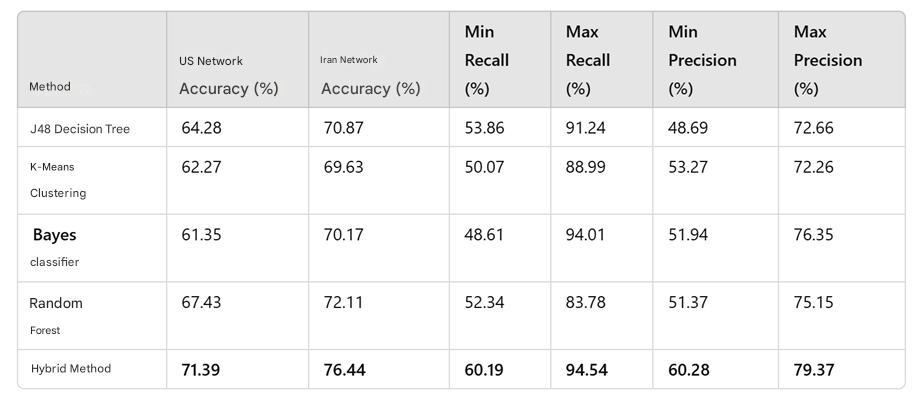 Method US Network Accuracy (%) Iran Network Accuracy (%) Min Recall (%) Max Recall (%) Min Precision (%) Max Precision (%)
J48 Decision Tree 64.28 70.87 53.86 91.24 48.69 72.66
K-Means Clustering 62.27 69.63 50.07 88.99 53.27 72.26
Bayes classifier 61.35 70.17 48.61 94.01 51.94 76.35
Random Forest 67.43 72.11 52.34 83.78 51.37 75.15
Hybrid Method 71.39 76.44 60.19 94.54 60.28 79.37